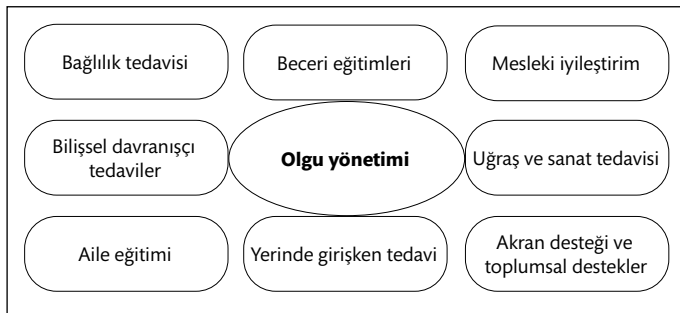 Bağlılık tedavisi
Beceri eğitimleri
Mesleki iyileştirim
Bilişsel davranışçı
tedaviler
Olgu yönetimi
Uğraş ve sanat tedavisi
Aile eğitimi
Yerinde girişken tedavi
Akran desteği ve
toplumsal destekler